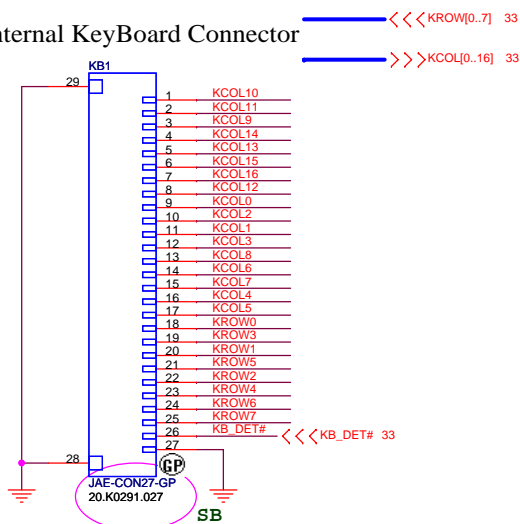 nternal KeyBoard Connector
KROW[0..7] 33
KCOL[0..16] 33
KB1
29
1 KCOL10
2 KCOL11
3 KCOL9
4 KCOL14
5 KCOL13
6 KCOL15
7 KCOL16
8 KCOL12
9 KCOL0
10 KCOL2
11 KCOL1
12 KCOL3
13 KCOL8
14 KCOL6
15 KCOL7
16 KCOL4
17 KCOL5
18 KROW0
19 KROW3
20 KROW1
21 KROW5
22 KROW2
23 KROW4
24 KROW6
25 KROW7
26 KB_DET# KB_DET# 33
27
28
GP
JAE-CON27-GP
20.K0291.027
SB